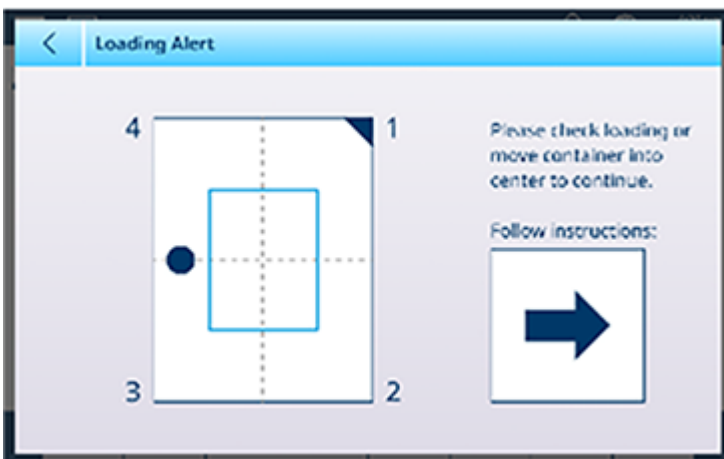 Loading Alert
4
1
Please check loading or
move container into
center to continue.
Follow instructions:
3
2